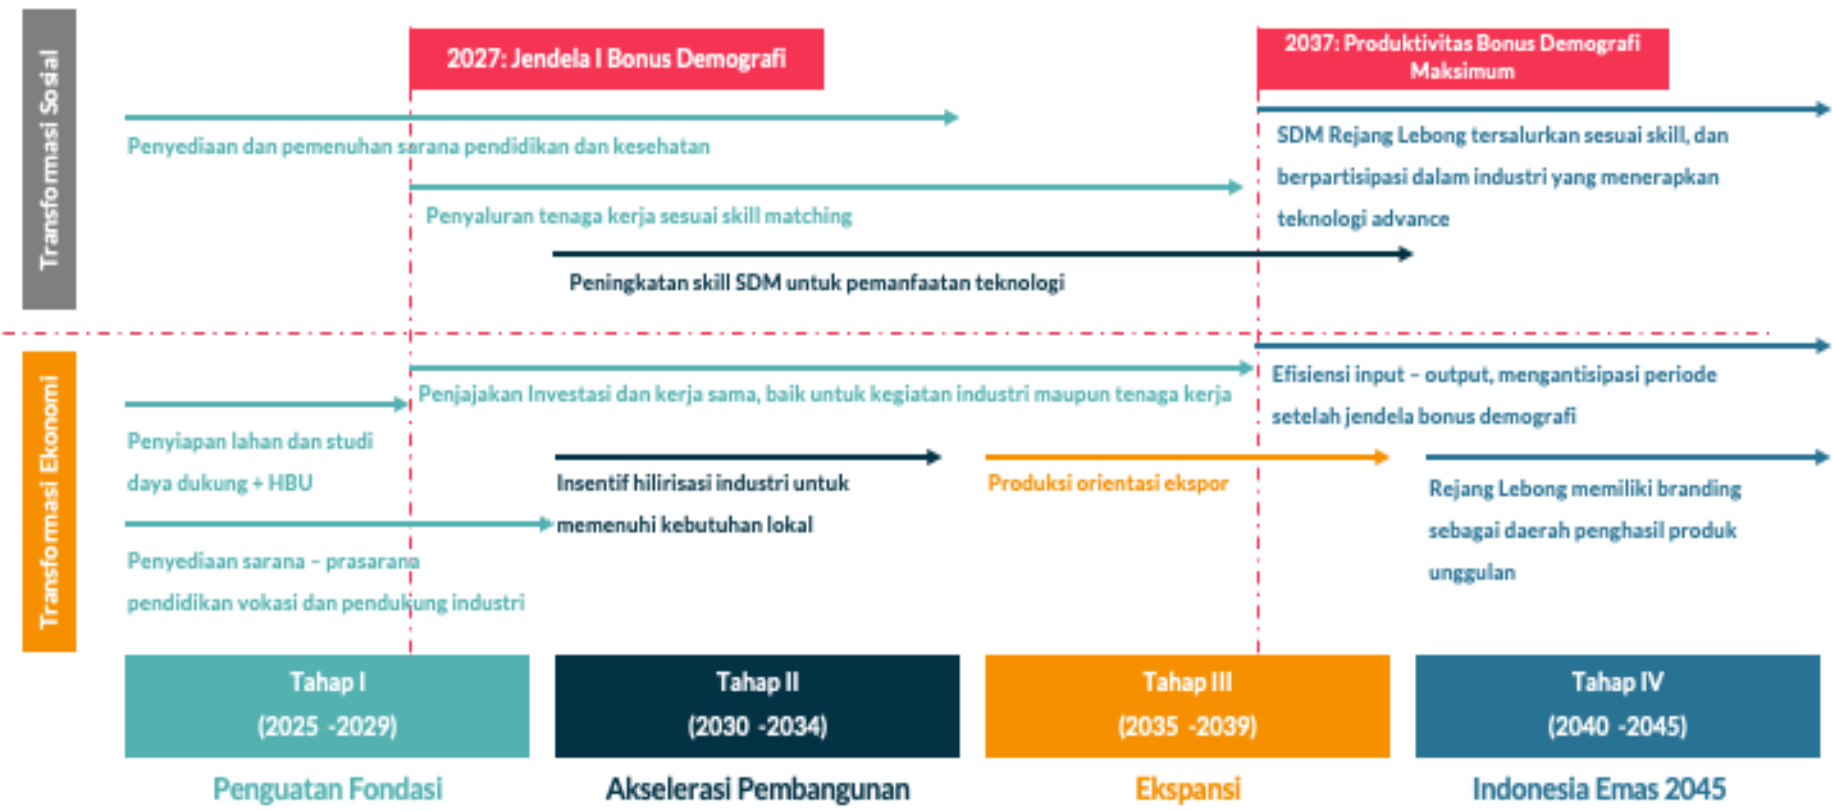 Transformasi Sosial
2027: Jendela I Bonus Demografi
2037: Produktivitas Bonus Demografi
Maksimum
Penyediaan dan pemenuhan sarana pendidikan dan kesehatan
Penyaluran tenaga kerja sesuai skill matching
Peningkatan skill SDM untuk pemanfaatan teknologi
SDM Rejang Lebong tersalurkan sesuai skill, dan
berpartisipasi dalam industri yang menerapkan
teknologi advance
Transformasi Ekonomi
Penjajakan Investasi dan kerja sama, baik untuk kegiatan industri maupun tenaga kerja
Efisiensi input – output, mengantisipasi periode
setelah jendela bonus demografi
Penyiapan lahan dan studi
daya dukung + HBU
Insentif hilirisasi industri untuk
memenuhi kebutuhan lokal
Produksi orientasi ekspor
Rejang Lebong memiliki branding
sebagai daerah penghasil produk
unggulan
Penyediaan sarana – prasarana
pendidikan vokasi dan pendukung industri
Tahap I
(2025 -2029)
Penguatan Fondasi
Tahap II
(2030 -2034)
Akselerasi Pembangunan
Tahap III
(2035 -2039)
Ekspansi
Tahap IV
(2040 -2045)
Indonesia Emas 2045